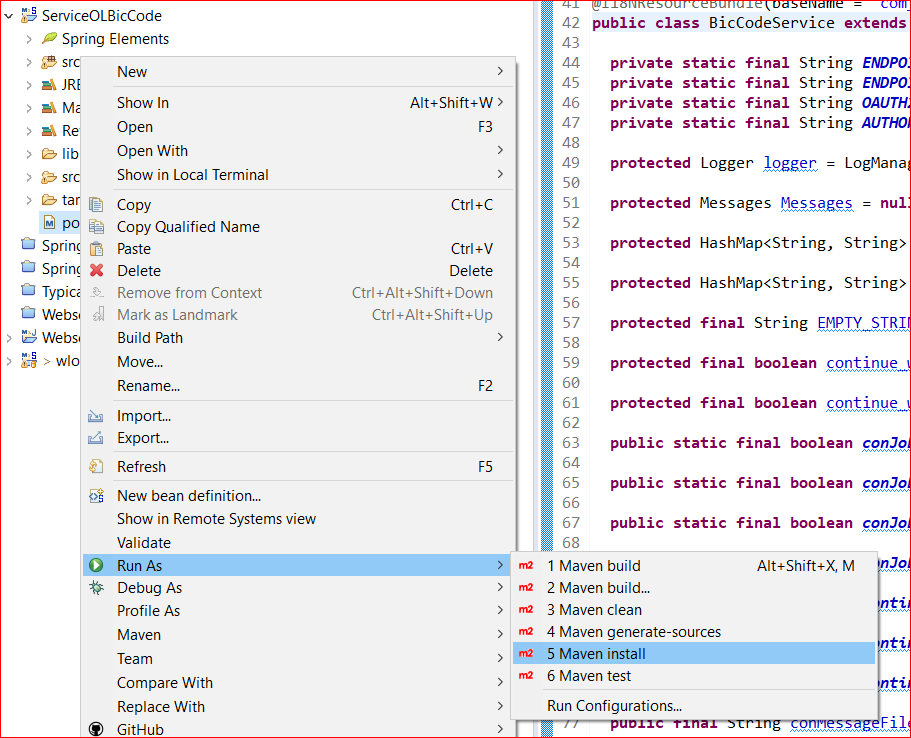 ServiceOLBicCode
Spring Elements
src
JRE
Ma
Re
lib
src
tar
po
Spring
Spring
Typica
Webse
Webse
> wlo
New
Show In Alt+Shift+W
Open F3
Open With
Show in Local Terminal
Copy Ctrl+C
Copy Qualified Name
Paste Ctrl+V
Delete Delete
Remove from Context Ctrl+Alt+Shift+Down
Mark as Landmark Ctrl+Alt+Shift+Up
Build Path
Move...
Rename... F2
Import...
Export...
Refresh F5
New bean definition...
Show in Remote Systems view
Validate
Run As
Debug As
Profile As
Maven
Team
Compare With
Replace With
GitHub
m2 1 Maven build Alt+Shift+X, M
m2 2 Maven build...
m2 3 Maven clean
m2 4 Maven generate-sources
m2 5 Maven install
m2 6 Maven test
Run Configurations...
41 @I18NResourceBundle(baseName = "com
42 public class BicCodeService extends
43
44 private static final String ENDPOI
45 private static final String ENDPOI
46 private static final String OAUTH
47 private static final String AUTHOR
48
49 protected Logger logger = LogManag
50
51 protected Messages Messages = null
52
53 protected HashMap<String, String>
54
55 protected HashMap<String, String>
56
57 protected final String EMPTY_STRIN
58
59 protected final boolean continue_w
60
61 protected final boolean continue_w
62
63 public static final boolean conJob
64
65 public static final boolean conJob
66
67 public static final boolean conJob
68
77 public final String conMessageFile